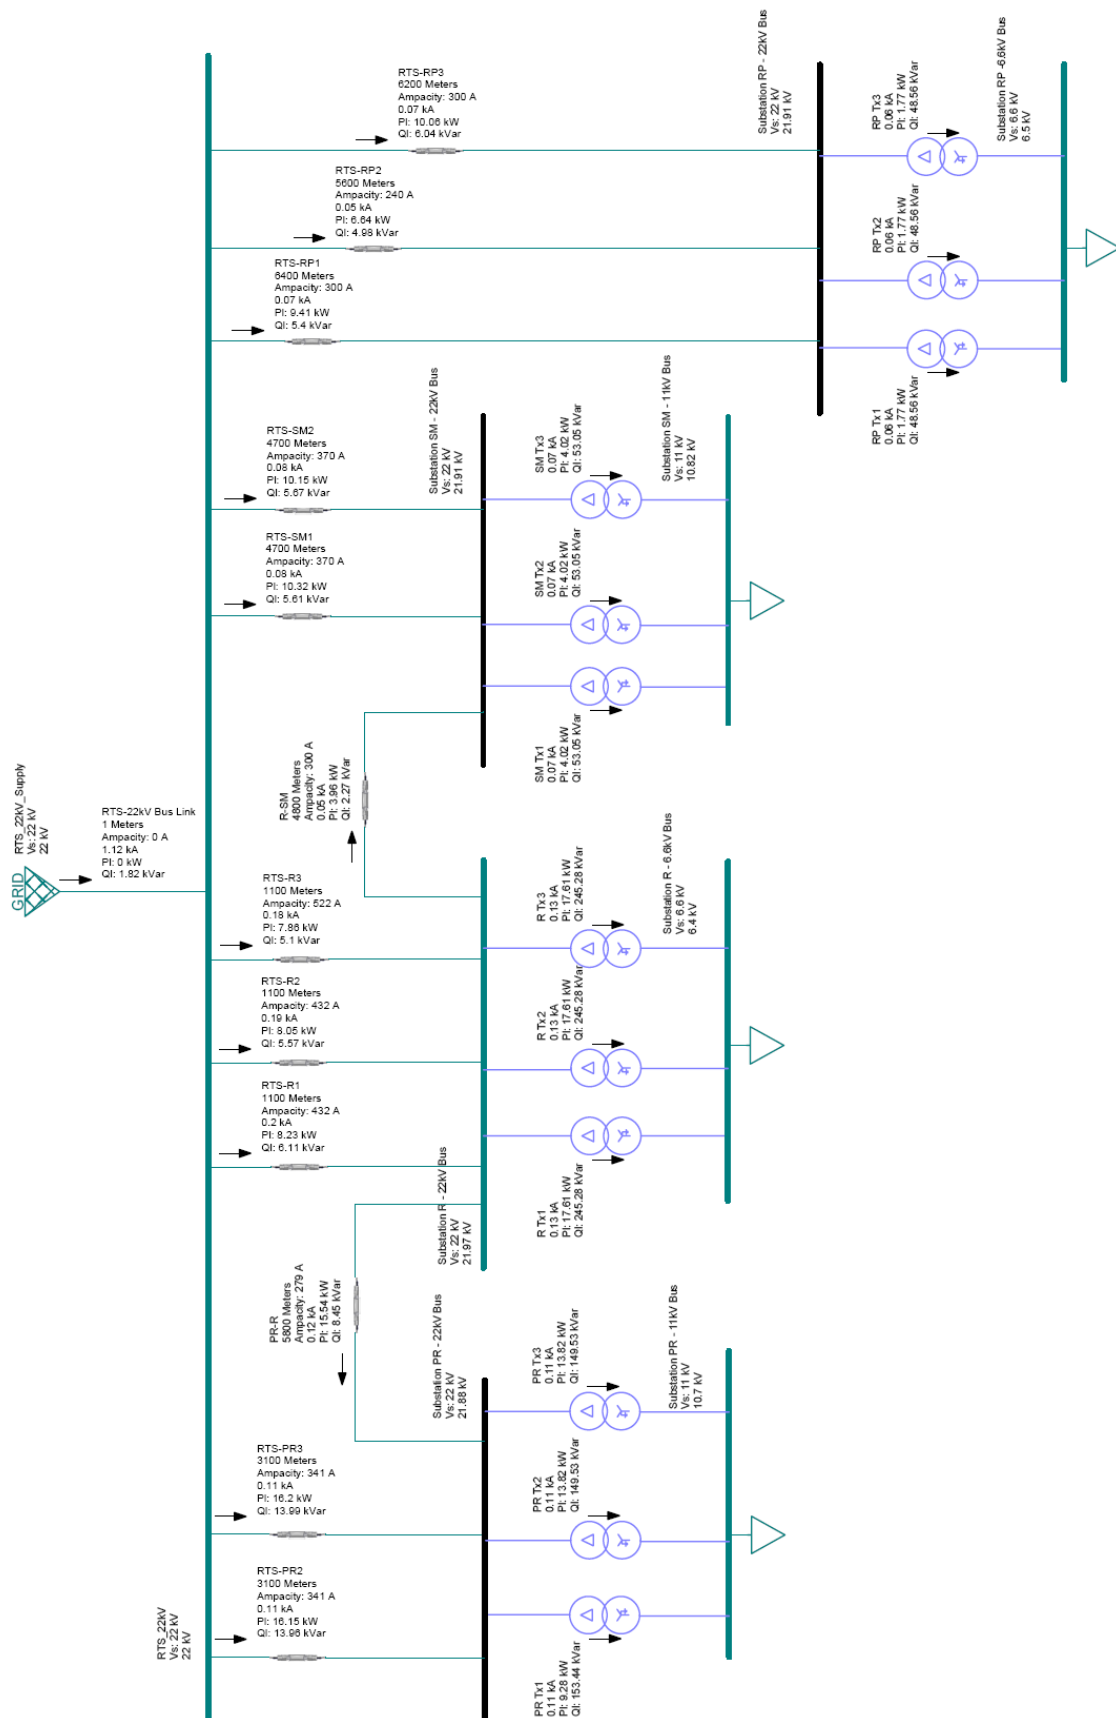 RTS-RP3
6200 Meters
Ampacity: 300 A
0.07 kA
Pl: 10.06 kW
Ql: 6.04 kVar
RTS-RP2
5600 Meters
Ampacity: 240 A
0.05 kA
Pl: 6.64 kW
Ql: 4.98 kVar
RTS-RP1
6400 Meters
Ampacity: 300 A
0.07 kA
Pl: 9.41 kW
Ql: 5.4 kVar
Substation RP - 22kV Bus
Vs: 22 kV
21.91 kV
RP Tx3
0.06 kA
Pl: 1.77 kW
Ql: 48.56 kVar
RP Tx2
0.06 kA
Pl: 1.77 kW
Ql: 48.56 kVar
RP Tx1
0.06 kA
Pl: 1.77 kW
Ql: 48.56 kVar
Substation RP -6.6kV Bus
Vs: 6.6 kV
6.5 kV
RTS-SM2
4700 Meters
Ampacity: 370 A
0.08 kA
Pl: 10.15 kW
Ql: 5.67 kVar
RTS-SM1
4700 Meters
Ampacity: 370 A
0.08 kA
Pl: 10.32 kW
Ql: 5.61 kVar
Substation SM - 22kV Bus
Vs: 22 kV
21.91 kV
SM Tx3
0.07 kA
Pl: 4.02 kW
Ql: 53.05 kVar
SM Tx2
0.07 kA
Pl: 4.02 kW
Ql: 53.05 kVar
SM Tx1
0.07 kA
Pl: 4.02 kW
Ql: 53.05 kVar
Substation SM - 11kV Bus
Vs: 11 kV
10.82 kV
R-SM
4800 Meters
Ampacity: 300 A
0.05 kA
Pl: 3.96 kW
Ql: 2.27 kVar
GRID
RTS_22kV_Supply
Vs: 22 kV
22 kV
RTS-22kV Bus Link
1 Meters
Ampacity: 0 A
1.12 kA
Pl: 0 kW
Ql: 1.82 kVar
RTS-R3
1100 Meters
Ampacity: 522 A
0.18 kA
Pl: 7.86 kW
Ql: 5.1 kVar
RTS-R2
1100 Meters
Ampacity: 432 A
0.19 kA
Pl: 8.05 kW
Ql: 5.57 kVar
RTS-R1
1100 Meters
Ampacity: 432 A
0.2 kA
Pl: 8.23 kW
Ql: 6.11 kVar
Substation R - 22kV Bus
Vs: 22 kV
21.97 kV
R Tx3
0.13 kA
Pl: 17.61 kW
Ql: 245.28 kVar
R Tx2
0.13 kA
Pl: 17.61 kW
Ql: 245.28 kVar
R Tx1
0.13 kA
Pl: 17.61 kW
Ql: 245.28 kVar
Substation R - 6.6kV Bus
Vs: 6.6 kV
6.4 kV
PR-R
5800 Meters
Ampacity: 279 A
0.12 kA
Pl: 15.54 kW
Ql: 8.45 kVar
Substation PR - 22kV Bus
Vs: 22 kV
21.88 kV
RTS-PR3
3100 Meters
Ampacity: 341 A
0.11 kA
Pl: 16.2 kW
Ql: 13.99 kVar
RTS-PR2
3100 Meters
Ampacity: 341 A
0.11 kA
Pl: 16.15 kW
Ql: 13.96 kVar
PR Tx3
0.11 kA
Pl: 13.82 kW
Ql: 149.53 kVar
PR Tx2
0.11 kA
Pl: 13.82 kW
Ql: 149.53 kVar
PR Tx1
0.11 kA
Pl: 9.28 kW
Ql: 153.44 kVar
Substation PR - 11kV Bus
Vs: 11 kV
10.7 kV
RTS_22kV
Vs: 22 kV
22 kV